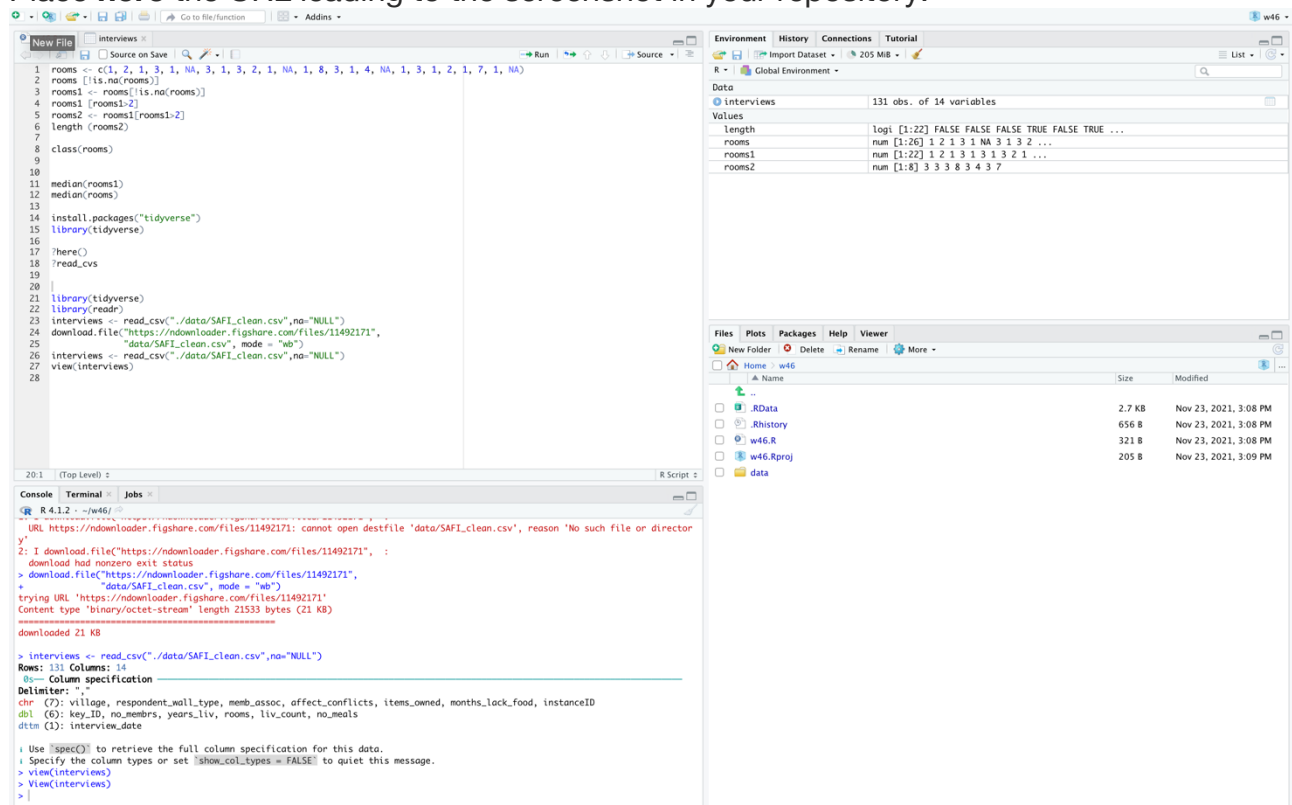 Place here the URL leading to the screenshot in your repository.
Go to file/function
Addins
w46
New File
interviews
Source on Save
Run
Source
1 rooms <- c(1, 2, 1, 3, 1, NA, 3, 1, 3, 2, 1, NA, 1, 8, 3, 1, 4, NA, 1, 3, 1, 2, 1, 7, 1, NA)
2 rooms [!is.na(rooms)]
3 rooms1 <- rooms[!is.na(rooms)]
4 rooms1 [rooms1>2]
5 rooms2 <- rooms1[rooms1>2]
6 length (rooms2)
7
8 class(rooms)
9
10
11 median(rooms1)
12 median(rooms)
13
14 install.packages("tidyverse")
15 library(tidyverse)
16
17 ?here()
18 ?read_cvs
19
20
21 library(tidyverse)
22 library(readr)
23 interviews <- read_csv("./data/SAFI_clean.csv",na="NULL")
24 download.file("https://ndownloader.figshare.com/files/11492171",
25 "data/SAFI_clean.csv", mode = "wb")
26 interviews <- read_csv("./data/SAFI_clean.csv",na="NULL")
27 view(interviews)
28
20:1 (Top Level) R Script
Console Terminal Jobs
R 4.1.2 · ~/w46/
URL https://ndownloader.figshare.com/files/11492171: cannot open destfile 'data/SAFI_clean.csv', reason 'No such file or director
y'
2: I download.file("https://ndownloader.figshare.com/files/11492171", :
download had nonzero exit status
> download.file("https://ndownloader.figshare.com/files/11492171",
+ "data/SAFI_clean.csv", mode = "wb")
trying URL 'https://ndownloader.figshare.com/files/11492171'
Content type 'binary/octet-stream' length 21533 bytes (21 KB)
==================================================
downloaded 21 KB
> interviews <- read_csv("./data/SAFI_clean.csv",na="NULL")
Rows: 131 Columns: 14
0s── Column specification
Delimiter: ","
chr (7): village, respondent_wall_type, memb_assoc, affect_conflicts, items_owned, months_lack_food, instanceID
dbl (6): key_ID, no_membrs, years_liv, rooms, liv_count, no_meals
dttm (1): interview_date
ℹ Use `spec()` to retrieve the full column specification for this data.
ℹ Specify the column types or set `show_col_types = FALSE` to quiet this message.
> view(interviews)
> View(interviews)
>
Environment History Connections Tutorial
Import Dataset 205 MiB List
R Global Environment
Data
interviews 131 obs. of 14 variables
Values
length logi [1:22] FALSE FALSE FALSE TRUE FALSE TRUE ...
rooms num [1:26] 1 2 1 3 1 NA 3 1 3 2 ...
rooms1 num [1:22] 1 2 1 3 1 3 1 3 2 1 ...
rooms2 num [1:8] 3 3 3 8 3 4 3 7
Files Plots Packages Help Viewer
New Folder Delete Rename More
Home w46
Name Size Modified
..
.RData 2.7 KB Nov 23, 2021, 3:08 PM
.Rhistory 656 B Nov 23, 2021, 3:08 PM
w46.R 321 B Nov 23, 2021, 3:08 PM
w46.Rproj 205 B Nov 23, 2021, 3:09 PM
data